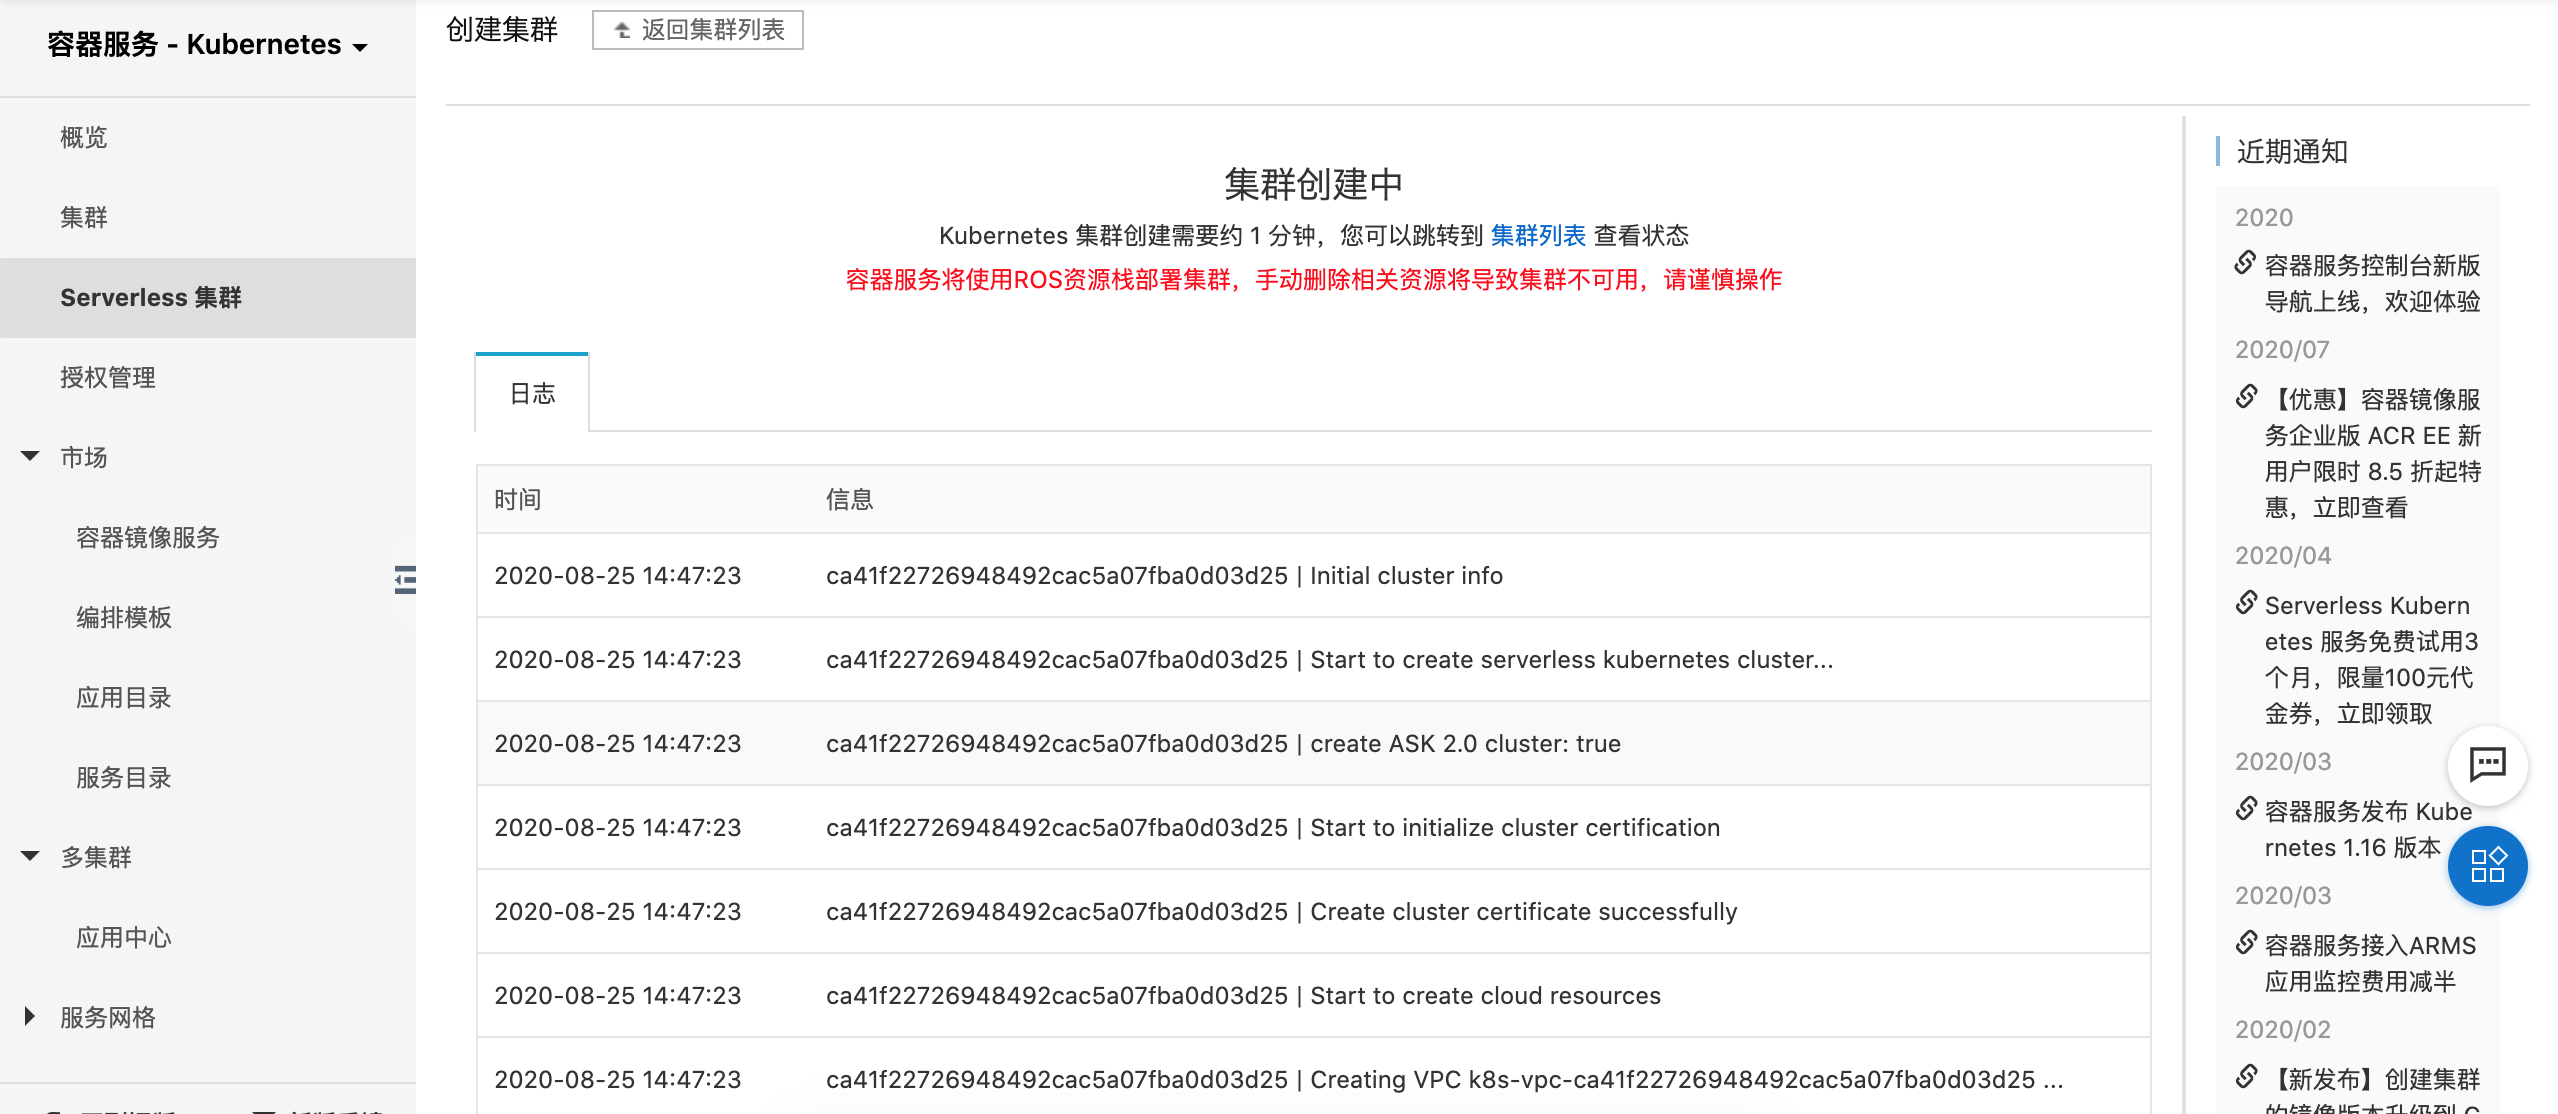 容器服务 - Kubernetes
概览
集群
Serverless 集群
授权管理
市场
容器镜像服务
编排模板
应用目录
服务目录
多集群
应用中心
服务网格
创建集群
返回集群列表
集群创建中
Kubernetes 集群创建需要约 1 分钟，您可以跳转到 集群列表 查看状态
容器服务将使用ROS资源栈部署集群，手动删除相关资源将导致集群不可用，请谨慎操作
日志
时间 信息
2020-08-25 14:47:23 ca41f22726948492cac5a07fba0d03d25 | Initial cluster info
2020-08-25 14:47:23 ca41f22726948492cac5a07fba0d03d25 | Start to create serverless kubernetes cluster...
2020-08-25 14:47:23 ca41f22726948492cac5a07fba0d03d25 | create ASK 2.0 cluster: true
2020-08-25 14:47:23 ca41f22726948492cac5a07fba0d03d25 | Start to initialize cluster certification
2020-08-25 14:47:23 ca41f22726948492cac5a07fba0d03d25 | Create cluster certificate successfully
2020-08-25 14:47:23 ca41f22726948492cac5a07fba0d03d25 | Start to create cloud resources
2020-08-25 14:47:23 ca41f22726948492cac5a07fba0d03d25 | Creating VPC k8s-vpc-ca41f22726948492cac5a07fba0d03d25 ...
近期通知
2020
容器服务控制台新版
导航上线，欢迎体验
2020/07
【优惠】容器镜像服
务企业版 ACR EE 新
用户限时 8.5 折起特
惠，立即查看
2020/04
Serverless Kubern
etes 服务免费试用3
个月，限量100元代
金券，立即领取
2020/03
容器服务发布 Kube
rnetes 1.16 版本
2020/03
容器服务接入ARMS
应用监控费用减半
2020/02
【新发布】创建集群
的镜像版本升级到 C